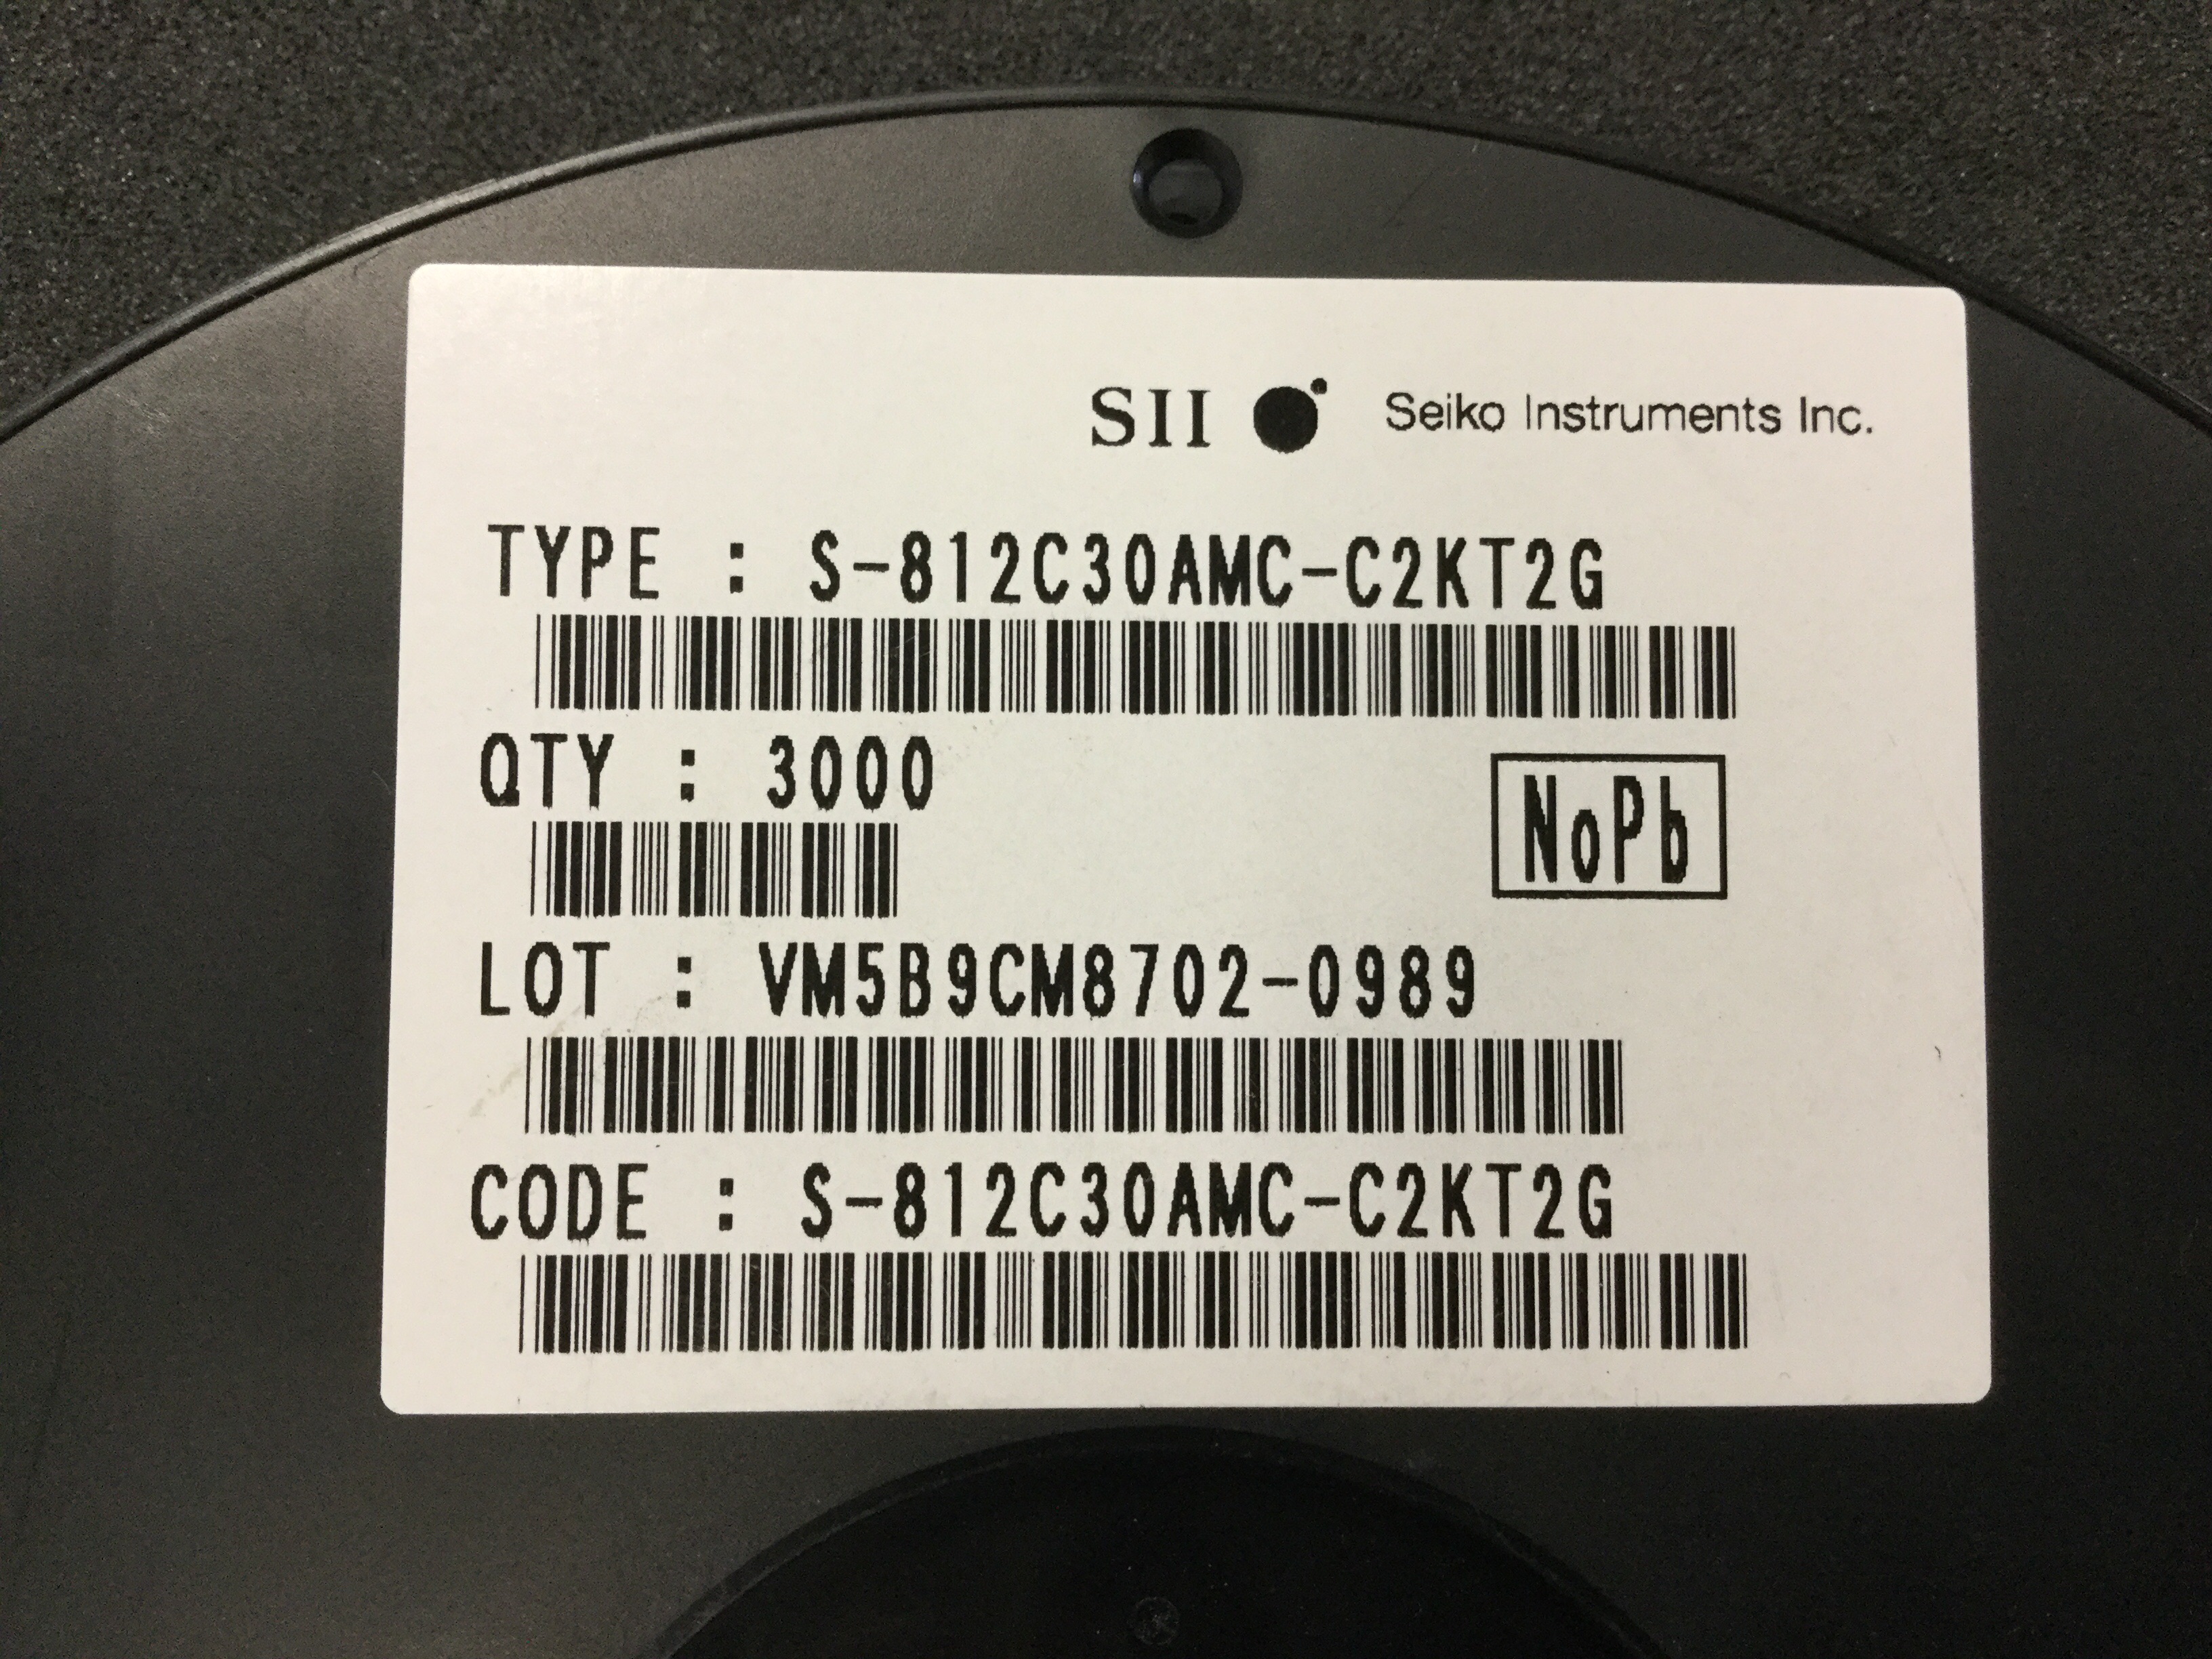 SII Seiko Instruments Inc.
TYPE : S-812C30AMC-C2KT2G
QTY : 3000
NoPb
LOT : VM5B9CM8702-0989
CODE : S-812C30AMC-C2KT2G